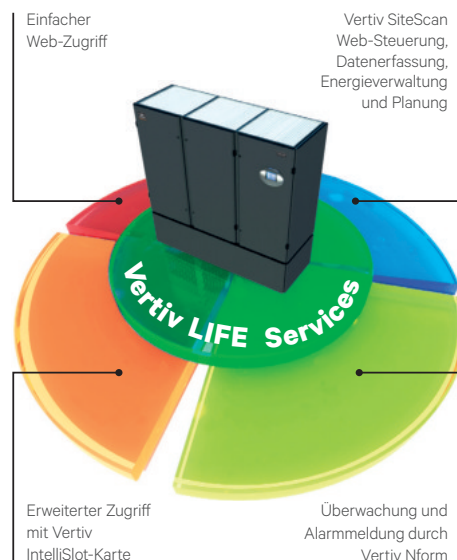 Einfacher
Web-Zugriff
Vertiv SiteScan
Web-Steuerung,
Datenerfassung,
Energieverwaltung
und Planung
Vertiv LIFE Services
Erweiterter Zugriff
mit Vertiv
IntelliSlot-Karte
Überwachung und
Alarmmeldung durch
Vertiv Nform